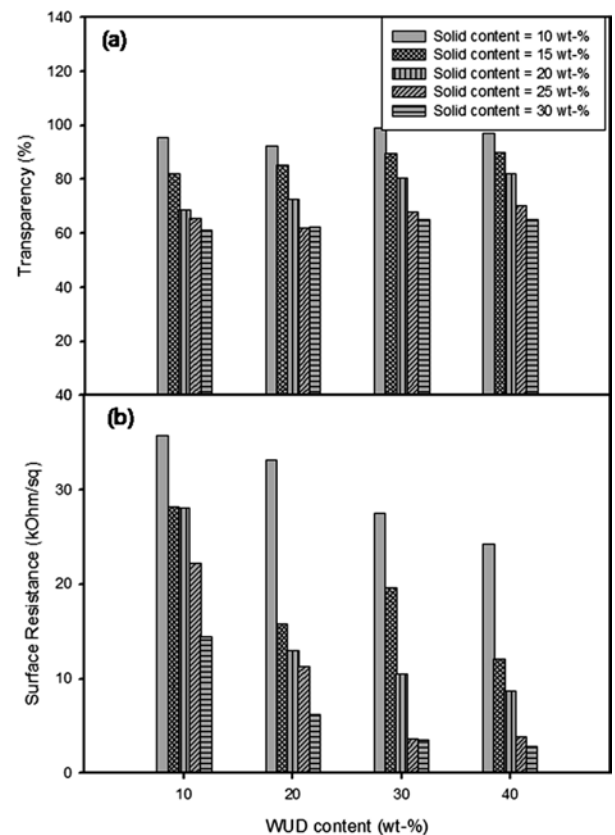 (a)
Solid content = 10 wt-%
Solid content = 15 wt-%
Solid content = 20 wt-%
Solid content = 25 wt-%
Solid content = 30 wt-%
Transparency (%)
140
120
100
80
60
40
20
40
(b)
Surface Resistance (kOhm/sq)
30
20
10
0
10 20 30 40
WUD content (wt-%)